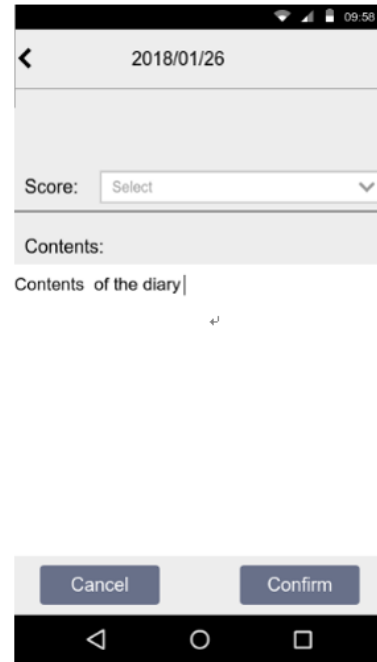 09:58
2018/01/26
Score: Select
Contents:
Contents of the diary
Cancel Confirm